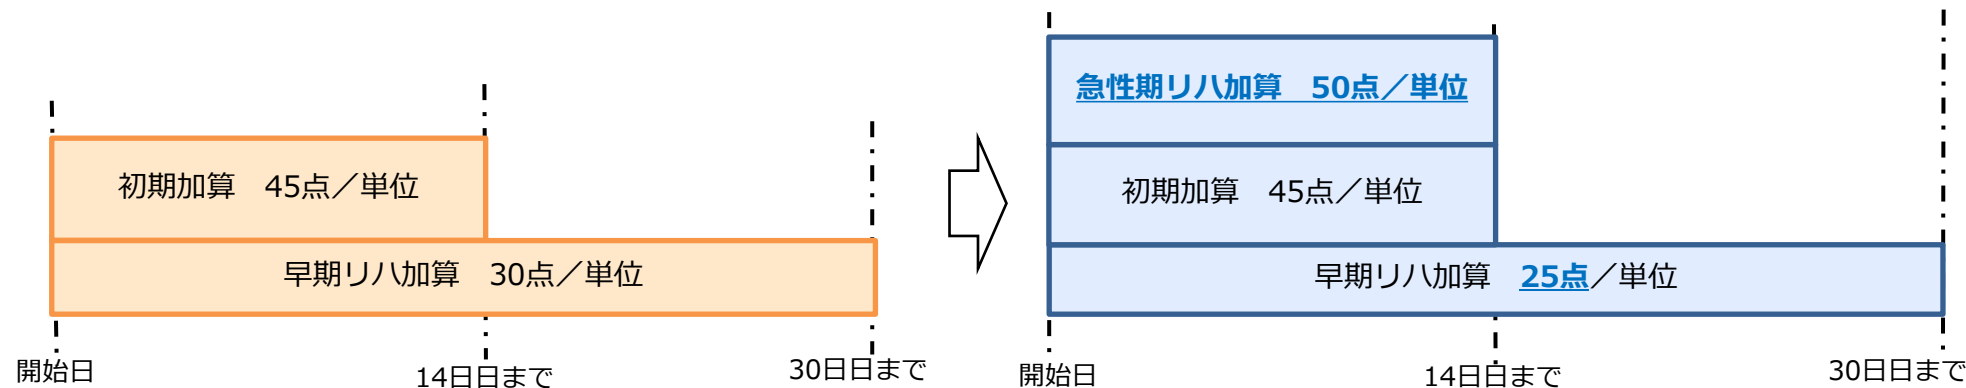 初期加算　45点／単位
早期リハ加算　30点／単位
開始日
14日日まで
30日日まで
急性期リハ加算　50点／単位
初期加算　45点／単位
早期リハ加算　25点／単位
開始日
14日日まで
30日日まで